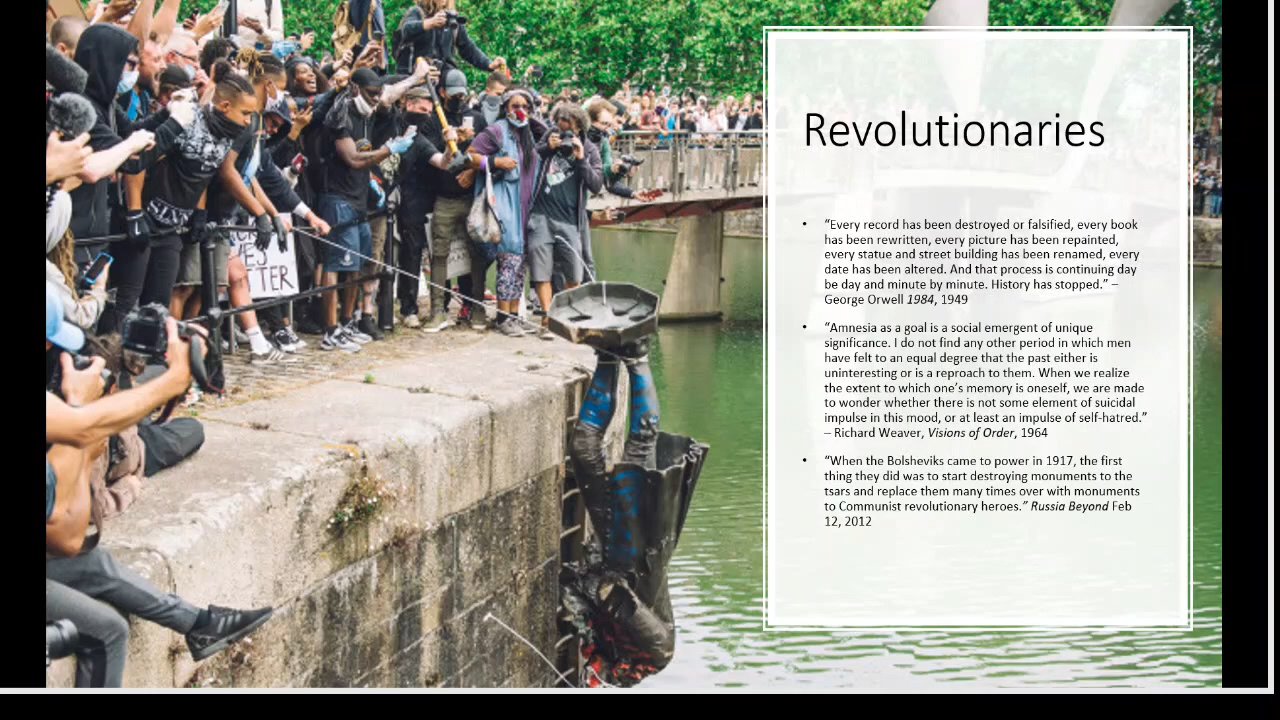 Revolutionaries
• “Every record has been destroyed or falsified, every book
has been rewritten, every picture has been repainted,
every statue and street building has been renamed, every
date has been altered. And that process is continuing day
be day and minute by minute. History has stopped.” –
George Orwell 1984, 1949
• “Amnesia as a goal is a social emergent of unique
significance. I do not find any other period in which men
have felt to an equal degree that the past either is
uninteresting or is a reproach to them. When we realize
the extent to which one’s memory is oneself, we are made
to wonder whether there is not some element of suicidal
impulse in this mood, or at least an impulse of self-hatred.”
– Richard Weaver, Visions of Order, 1964
• “When the Bolsheviks came to power in 1917, the first
thing they did was to start destroying monuments to the
tsars and replace them many times over with monuments
to Communist revolutionary heroes.” Russia Beyond Feb
12, 2012